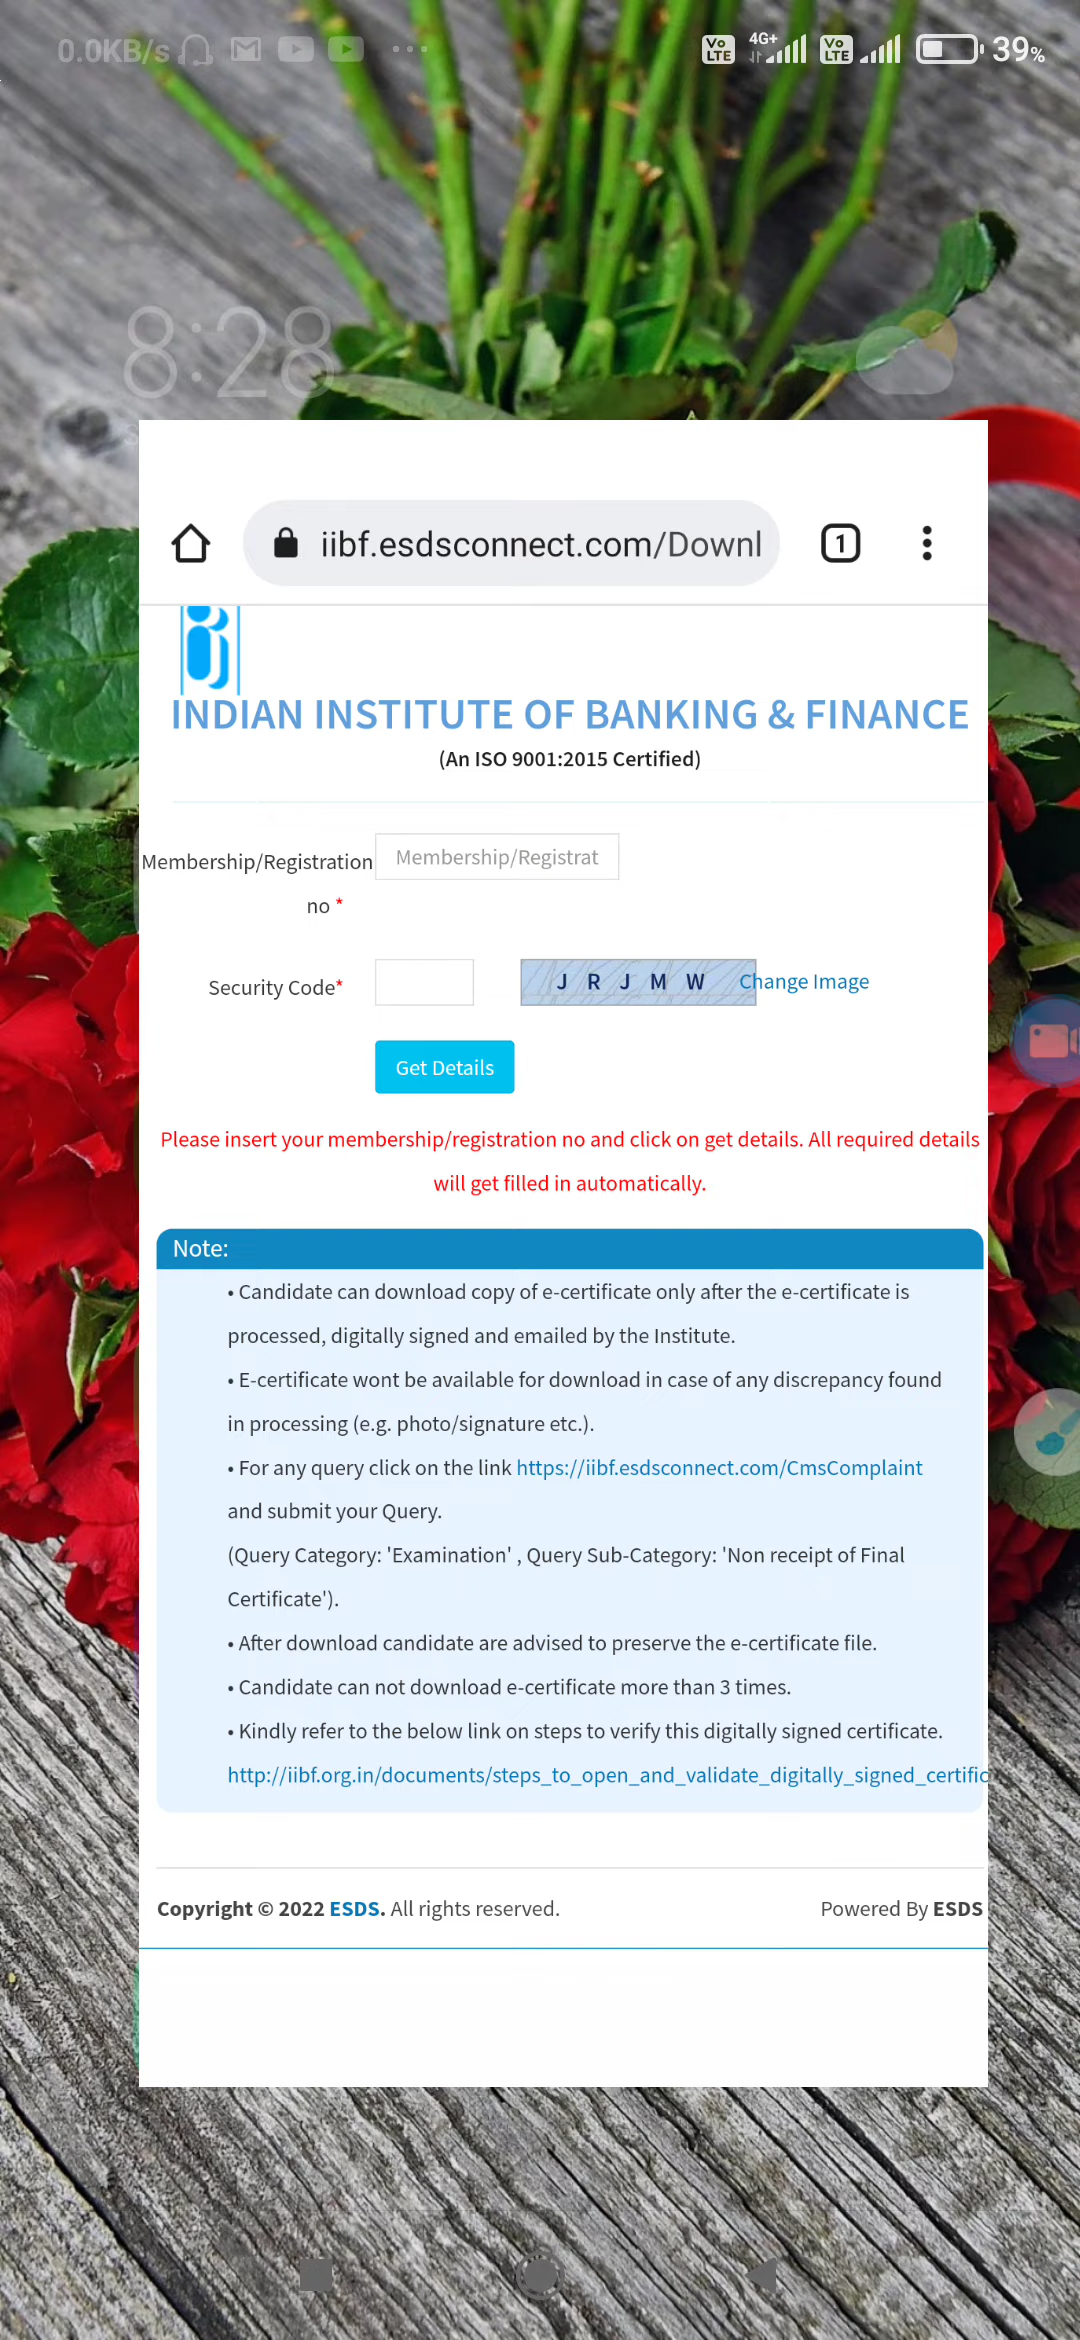 0.0KB/s
Vo LTE 4G+ Vo LTE 39%
8:28
iibf.esdsconnect.com/Downl
1
INDIAN INSTITUTE OF BANKING & FINANCE
(An ISO 9001:2015 Certified)
Membership/Registration Membership/Registrat
no *
Security Code* J R J M W Change Image
Get Details
Please insert your membership/registration no and click on get details. All required details
will get filled in automatically.
Note:
• Candidate can download copy of e-certificate only after the e-certificate is
processed, digitally signed and emailed by the Institute.
• E-certificate wont be available for download in case of any discrepancy found
in processing (e.g. photo/signature etc.).
• For any query click on the link https://iibf.esdsconnect.com/CmsComplaint
and submit your Query.
(Query Category: 'Examination' , Query Sub-Category: 'Non receipt of Final
Certificate').
• After download candidate are advised to preserve the e-certificate file.
• Candidate can not download e-certificate more than 3 times.
• Kindly refer to the below link on steps to verify this digitally signed certificate.
http://iibf.org.in/documents/steps_to_open_and_validate_digitally_signed_certific
Copyright © 2022 ESDS. All rights reserved. Powered By ESDS